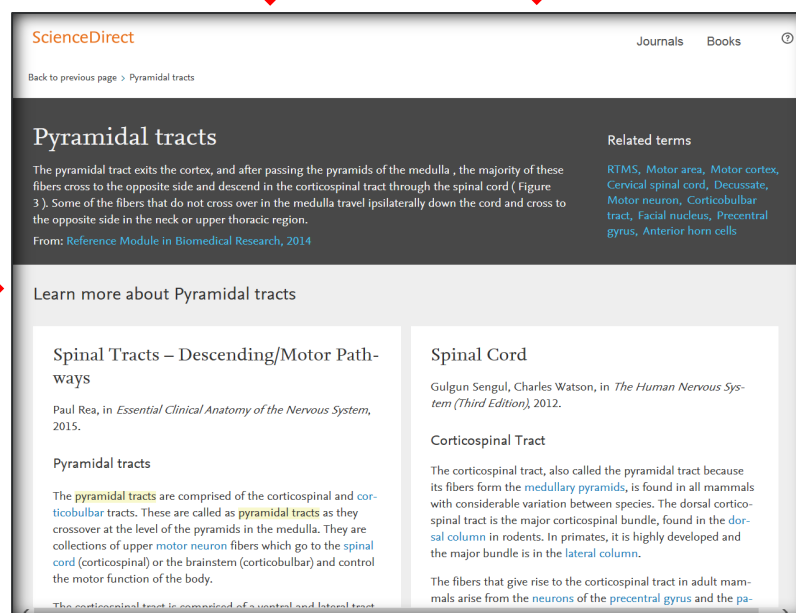 ScienceDirect
Journals Books
Back to previous page > Pyramidal tracts
Pyramidal tracts
The pyramidal tract exits the cortex, and after passing the pyramids of the medulla , the majority of these
fibers cross to the opposite side and descend in the corticospinal tract through the spinal cord ( Figure
3 ). Some of the fibers that do not cross over in the medulla travel ipsilaterally down the cord and cross to
the opposite side in the neck or upper thoracic region.
From: Reference Module in Biomedical Research, 2014
Related terms
RTMS, Motor area, Motor cortex,
Cervical spinal cord, Decussate,
Motor neuron, Corticobulbar
tract, Facial nucleus, Precentral
gyrus, Anterior horn cells
Learn more about Pyramidal tracts
Spinal Tracts – Descending/Motor Path-
ways
Paul Rea, in Essential Clinical Anatomy of the Nervous System,
2015.
Pyramidal tracts
The pyramidal tracts are comprised of the corticospinal and cor-
ticobulbar tracts. These are called as pyramidal tracts as they
crossover at the level of the pyramids in the medulla. They are
collections of upper motor neuron fibers which go to the spinal
cord (corticospinal) or the brainstem (corticobulbar) and control
the motor function of the body.
The corticospinal tract is comprised of a ventral and lateral tract
Spinal Cord
Gulgun Sengul, Charles Watson, in The Human Nervous Sys-
tem (Third Edition), 2012.
Corticospinal Tract
The corticospinal tract, also called the pyramidal tract because
its fibers form the medullary pyramids, is found in all mammals
with considerable variation between species. The dorsal cortico-
spinal tract is the major corticospinal bundle, found in the dor-
sal column in rodents. In primates, it is highly developed and
the major bundle is in the lateral column.
The fibers that give rise to the corticospinal tract in adult mam-
mals arise from the neurons of the precentral gyrus and the pa-